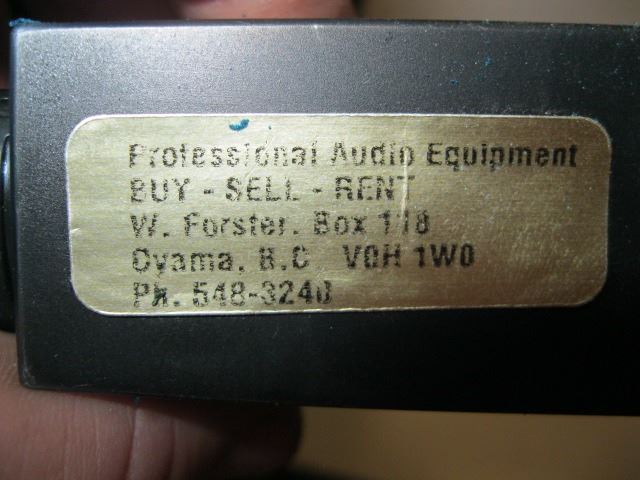 Professional Audio Equipment
BUY - SELL - RENT
W. Forster, Box 118
Oyama, B.C V0H 1W0
PH. 548-3240